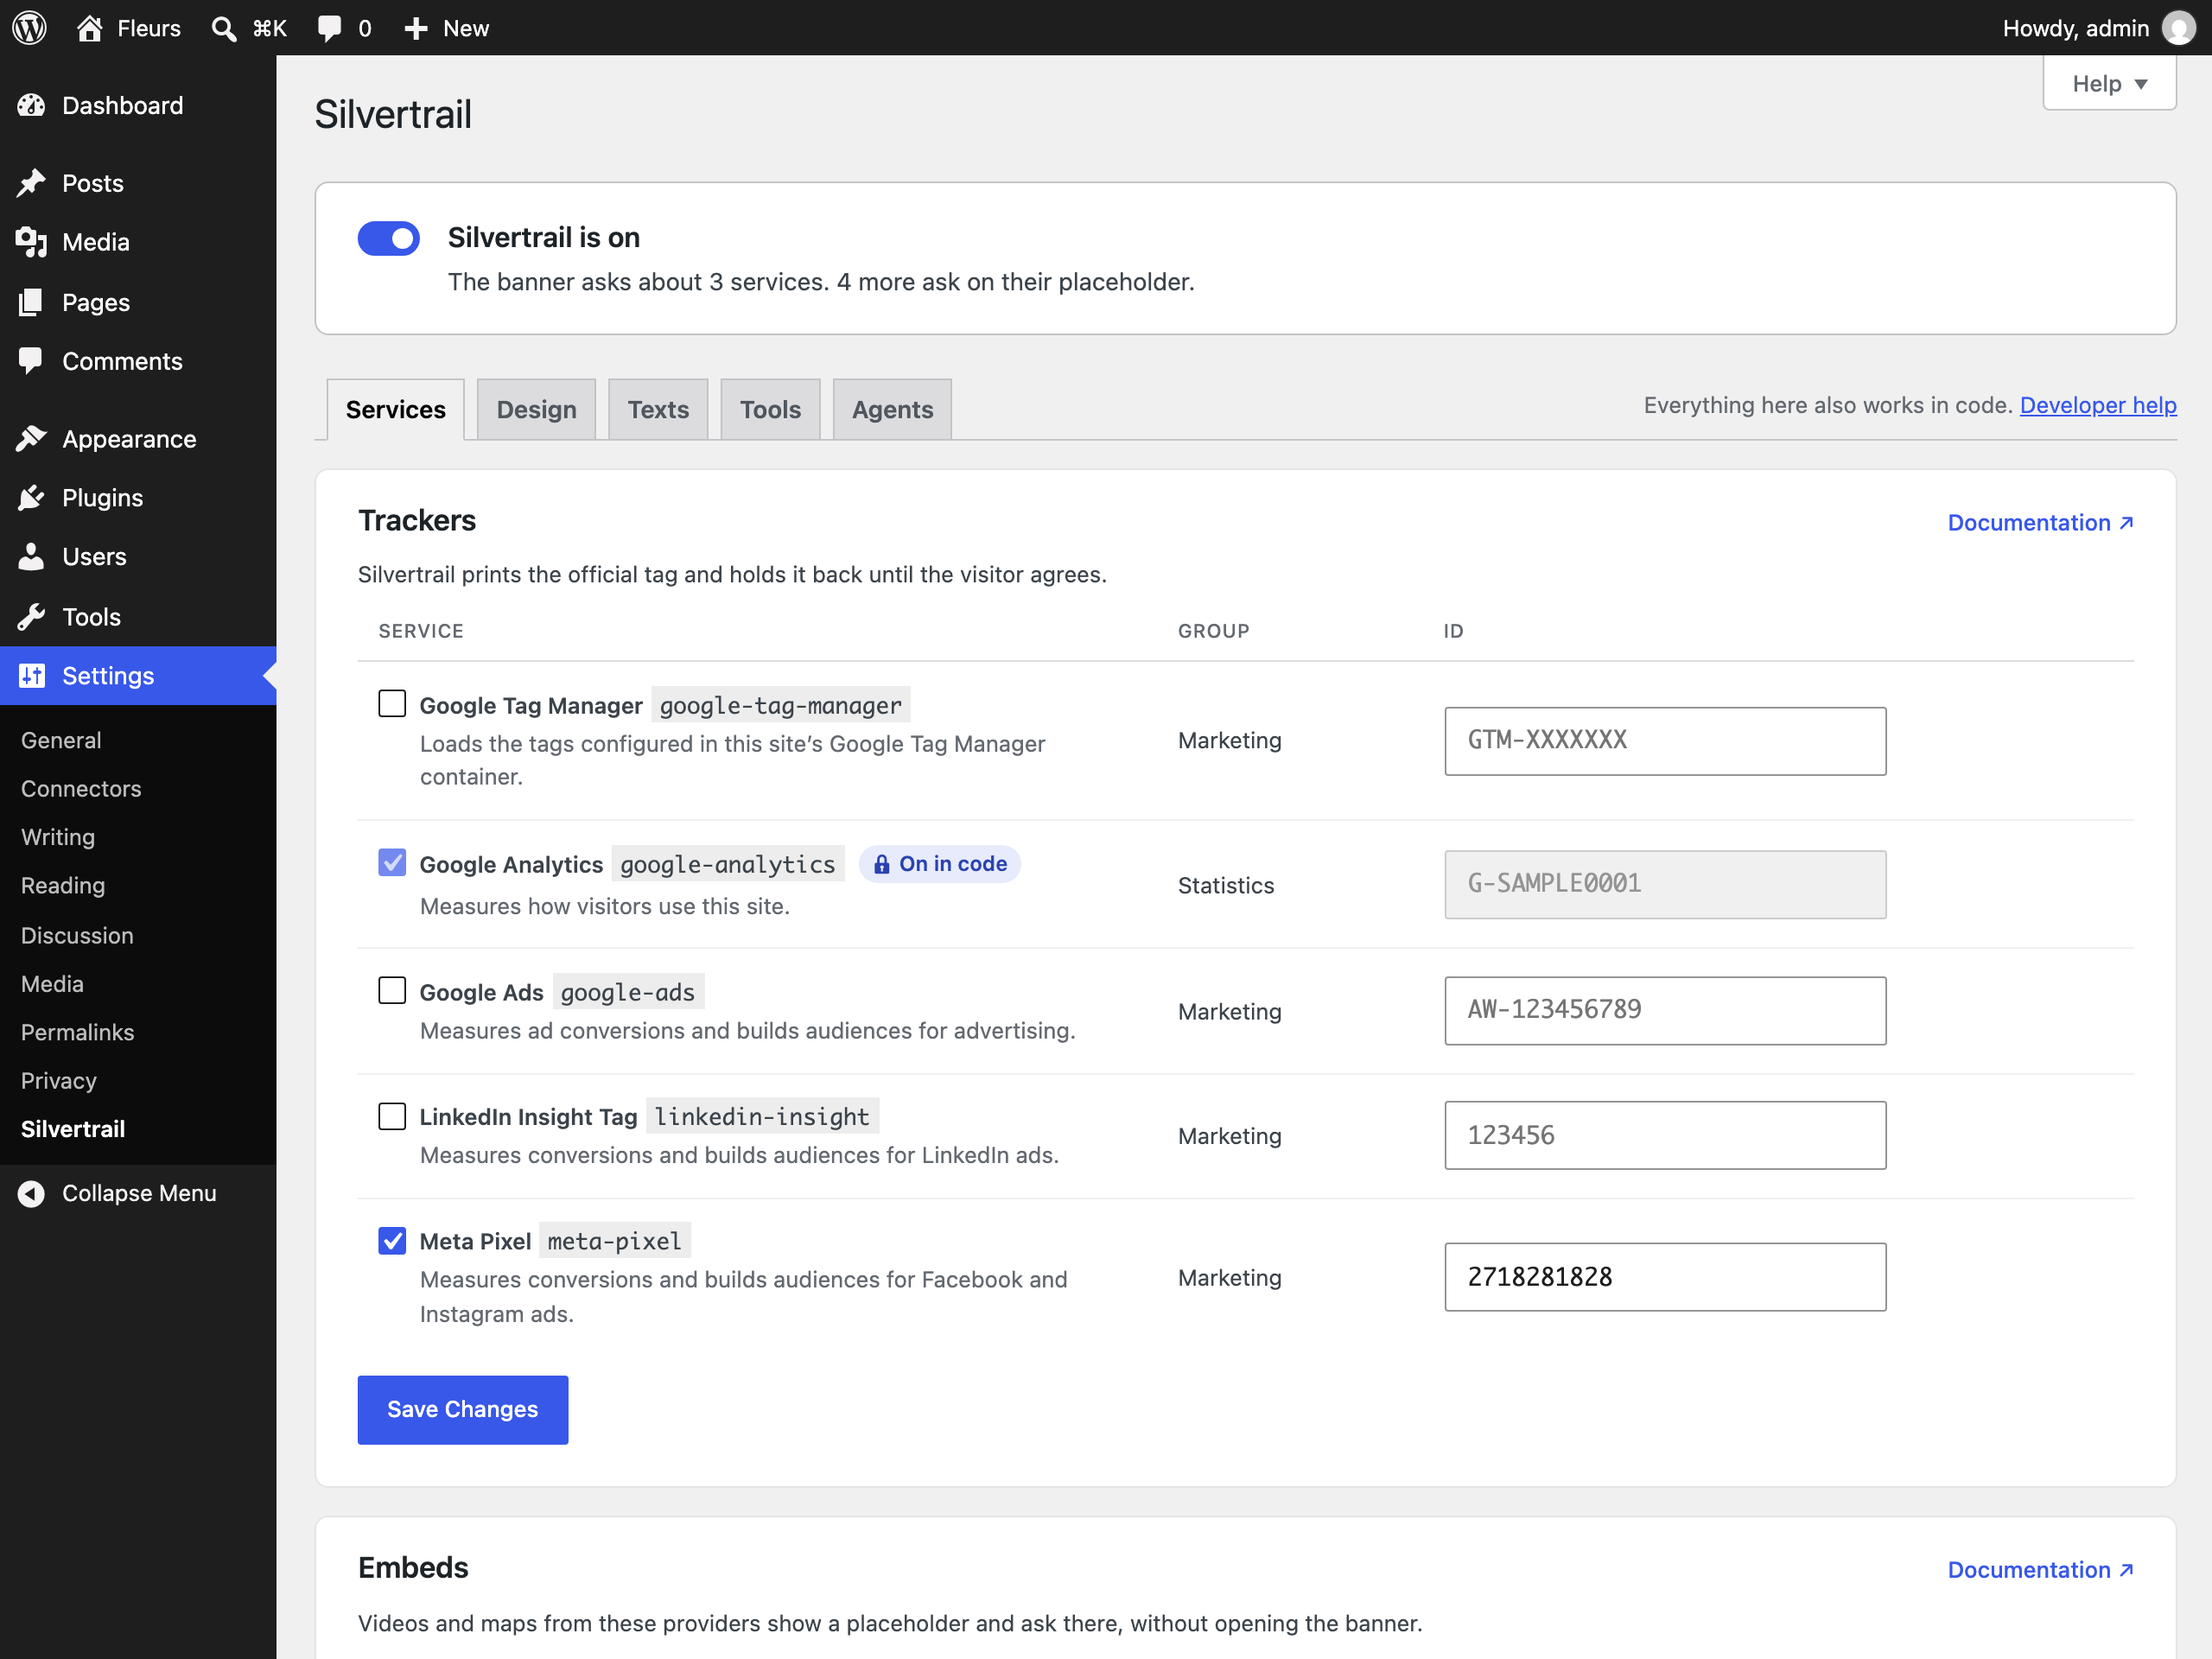 Fleurs ⌘K 0 New Howdy, admin
Help ▼
Dashboard
Posts
Media
Pages
Comments
Appearance
Plugins
Users
Tools
Settings
General
Connectors
Writing
Reading
Discussion
Media
Permalinks
Privacy
Silvertrail
Collapse Menu
Silvertrail
Silvertrail is on
The banner asks about 3 services. 4 more ask on their placeholder.
Services Design Texts Tools Agents
Everything here also works in code. Developer help
Trackers
Documentation ↗
Silvertrail prints the official tag and holds it back until the visitor agrees.
SERVICE GROUP ID
Google Tag Manager google-tag-manager
Loads the tags configured in this site’s Google Tag Manager
container.
Marketing
GTM-XXXXXXX
Google Analytics google-analytics On in code
Measures how visitors use this site.
Statistics
G-SAMPLE0001
Google Ads google-ads
Measures ad conversions and builds audiences for advertising.
Marketing
AW-123456789
LinkedIn Insight Tag linkedin-insight
Measures conversions and builds audiences for LinkedIn ads.
Marketing
123456
Meta Pixel meta-pixel
Measures conversions and builds audiences for Facebook and
Instagram ads.
Marketing
2718281828
Save Changes
Embeds
Documentation ↗
Videos and maps from these providers show a placeholder and ask there, without opening the banner.